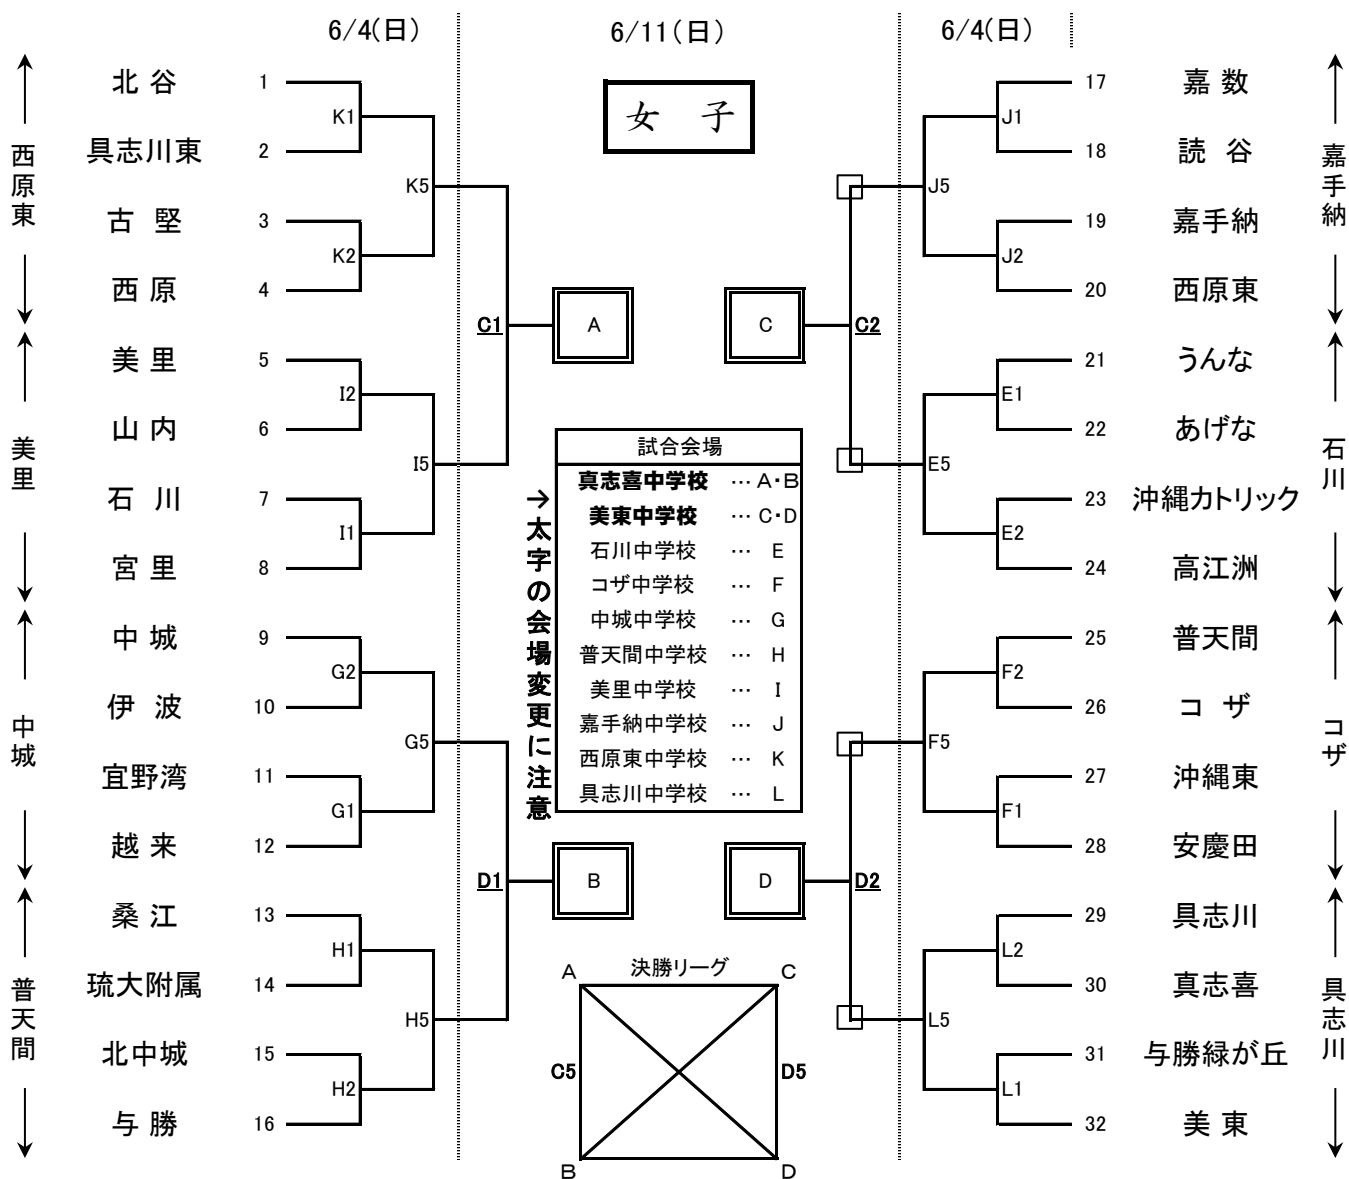 6/4(日) 6/11(日) 6/4(日)
女 子
西原東
美里
中城
普天間
北谷 1
具志川東 2
古堅 3
西原 4
美里 5
山内 6
石川 7
宮里 8
中城 9
伊波 10
宜野湾 11
越来 12
桑江 13
琉大附属 14
北中城 15
与勝 16
K1
K2
K5
I2
I1
I5
G2
G1
G5
H1
H2
H5
C1
D1
A
B
C
D
試合会場
真志喜中学校 … A・B
美東中学校 … C・D
石川中学校 … E
コザ中学校 … F
中城中学校 … G
普天間中学校 … H
美里中学校 … I
嘉手納中学校 … J
西原東中学校 … K
具志川中学校 … L
→太字の会場変更に注意
決勝リーグ
A C
C5 D5
B D
C2
D2
J5
E5
F5
L5
J1
J2
E1
E2
F2
F1
L2
L1
17 嘉数
18 読谷
19 嘉手納
20 西原東
21 うんな
22 あげな
23 沖縄カトリック
24 高江洲
25 普天間
26 コザ
27 沖縄東
28 安慶田
29 具志川
30 真志喜
31 与勝緑が丘
32 美東
嘉手納
石川
コザ
具志川